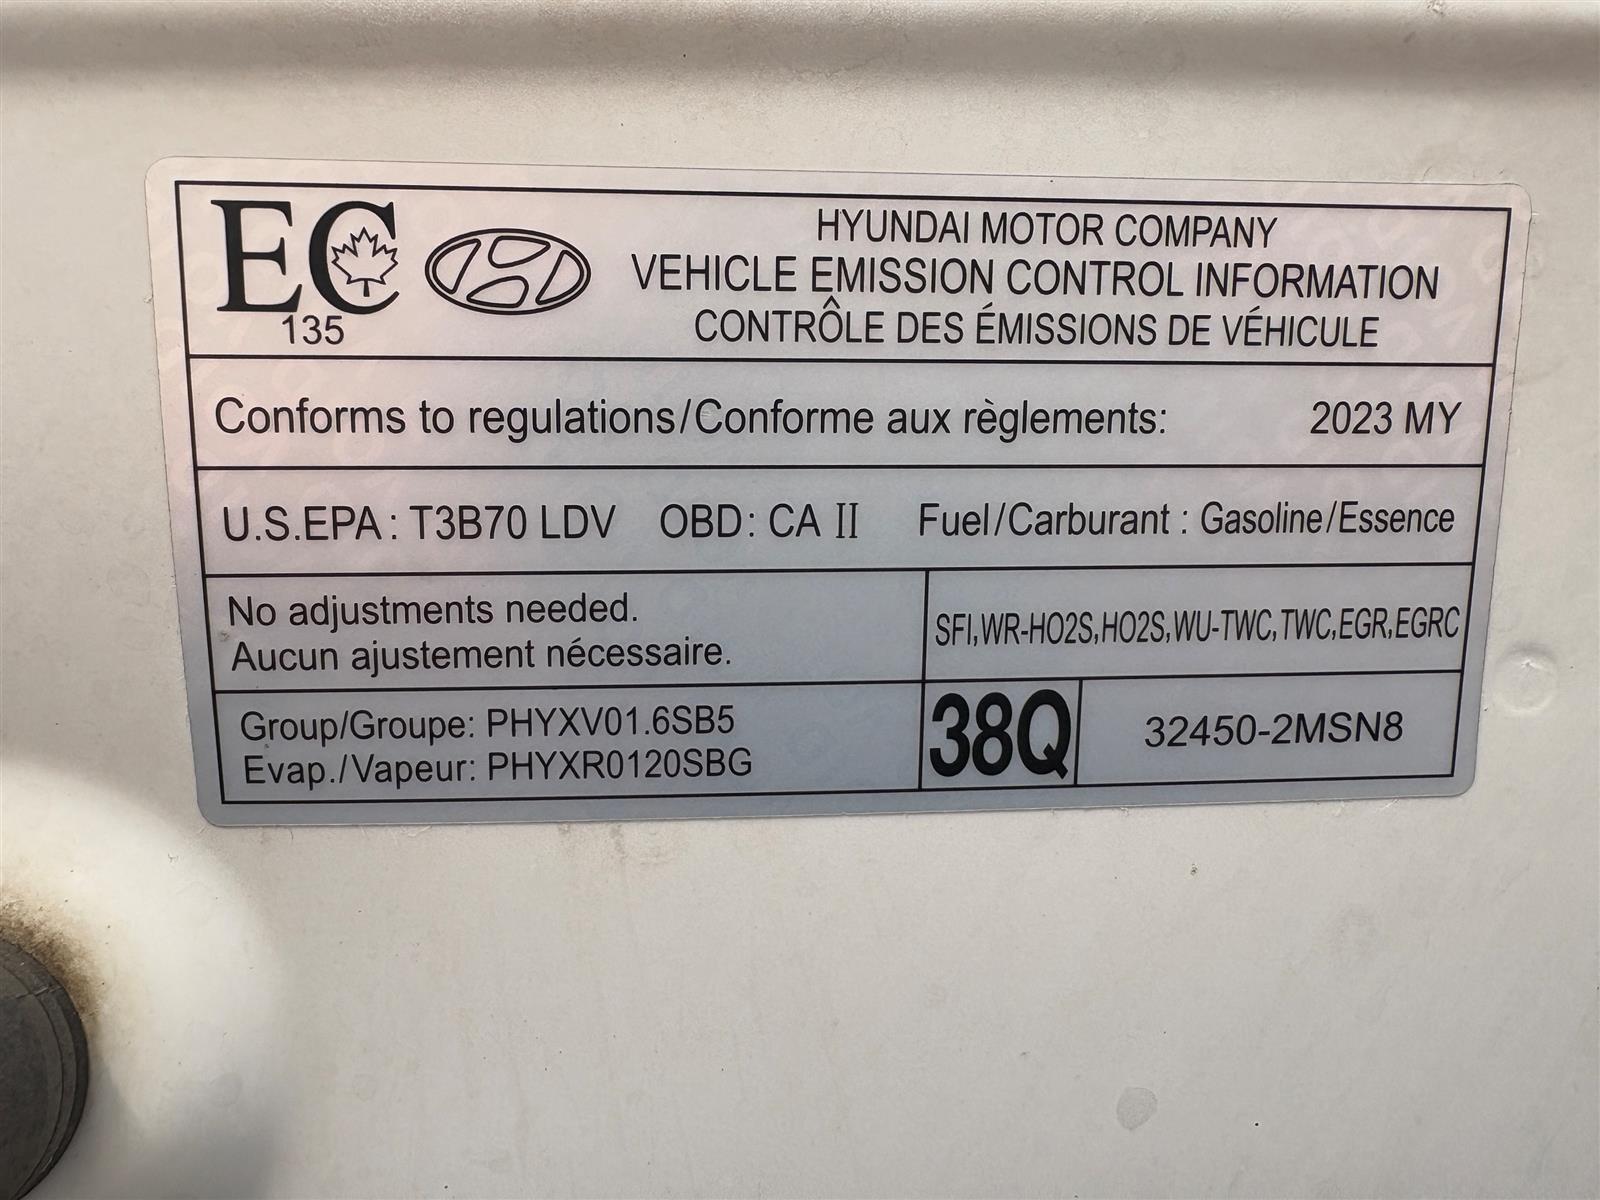 EC
135
HYUNDAI MOTOR COMPANY
VEHICLE EMISSION CONTROL INFORMATION
CONTRÔLE DES ÉMISSIONS DE VÉHICULE
Conforms to regulations/Conforme aux règlements: 2023 MY
U.S.EPA: T3B70 LDV OBD: CA II Fuel/Carburant : Gasoline/Essence
No adjustments needed.
Aucun ajustement nécessaire.
SFI,WR-HO2S,HO2S,WU-TWC,TWC,EGR,EGRC
Group/Groupe: PHYXV01.6SB5
Evap./Vapeur: PHYXR0120SBG
38Q
32450-2MSN8